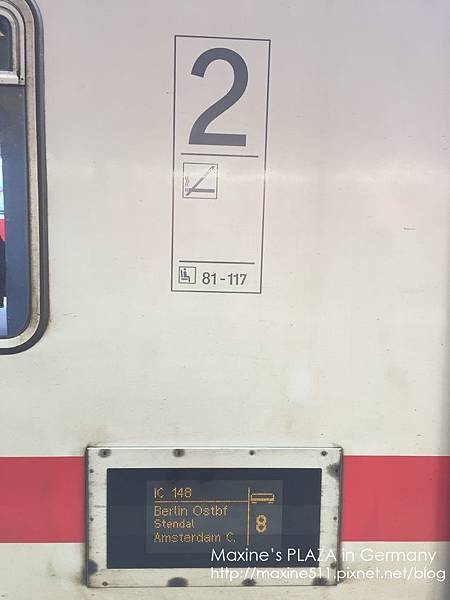 2
81-117
IC 148
Berlin Ostbf
Stendal
Amsterdam C.
8
Maxine's PLAZA in Germany
http://maxine511.pixnet.net/blog